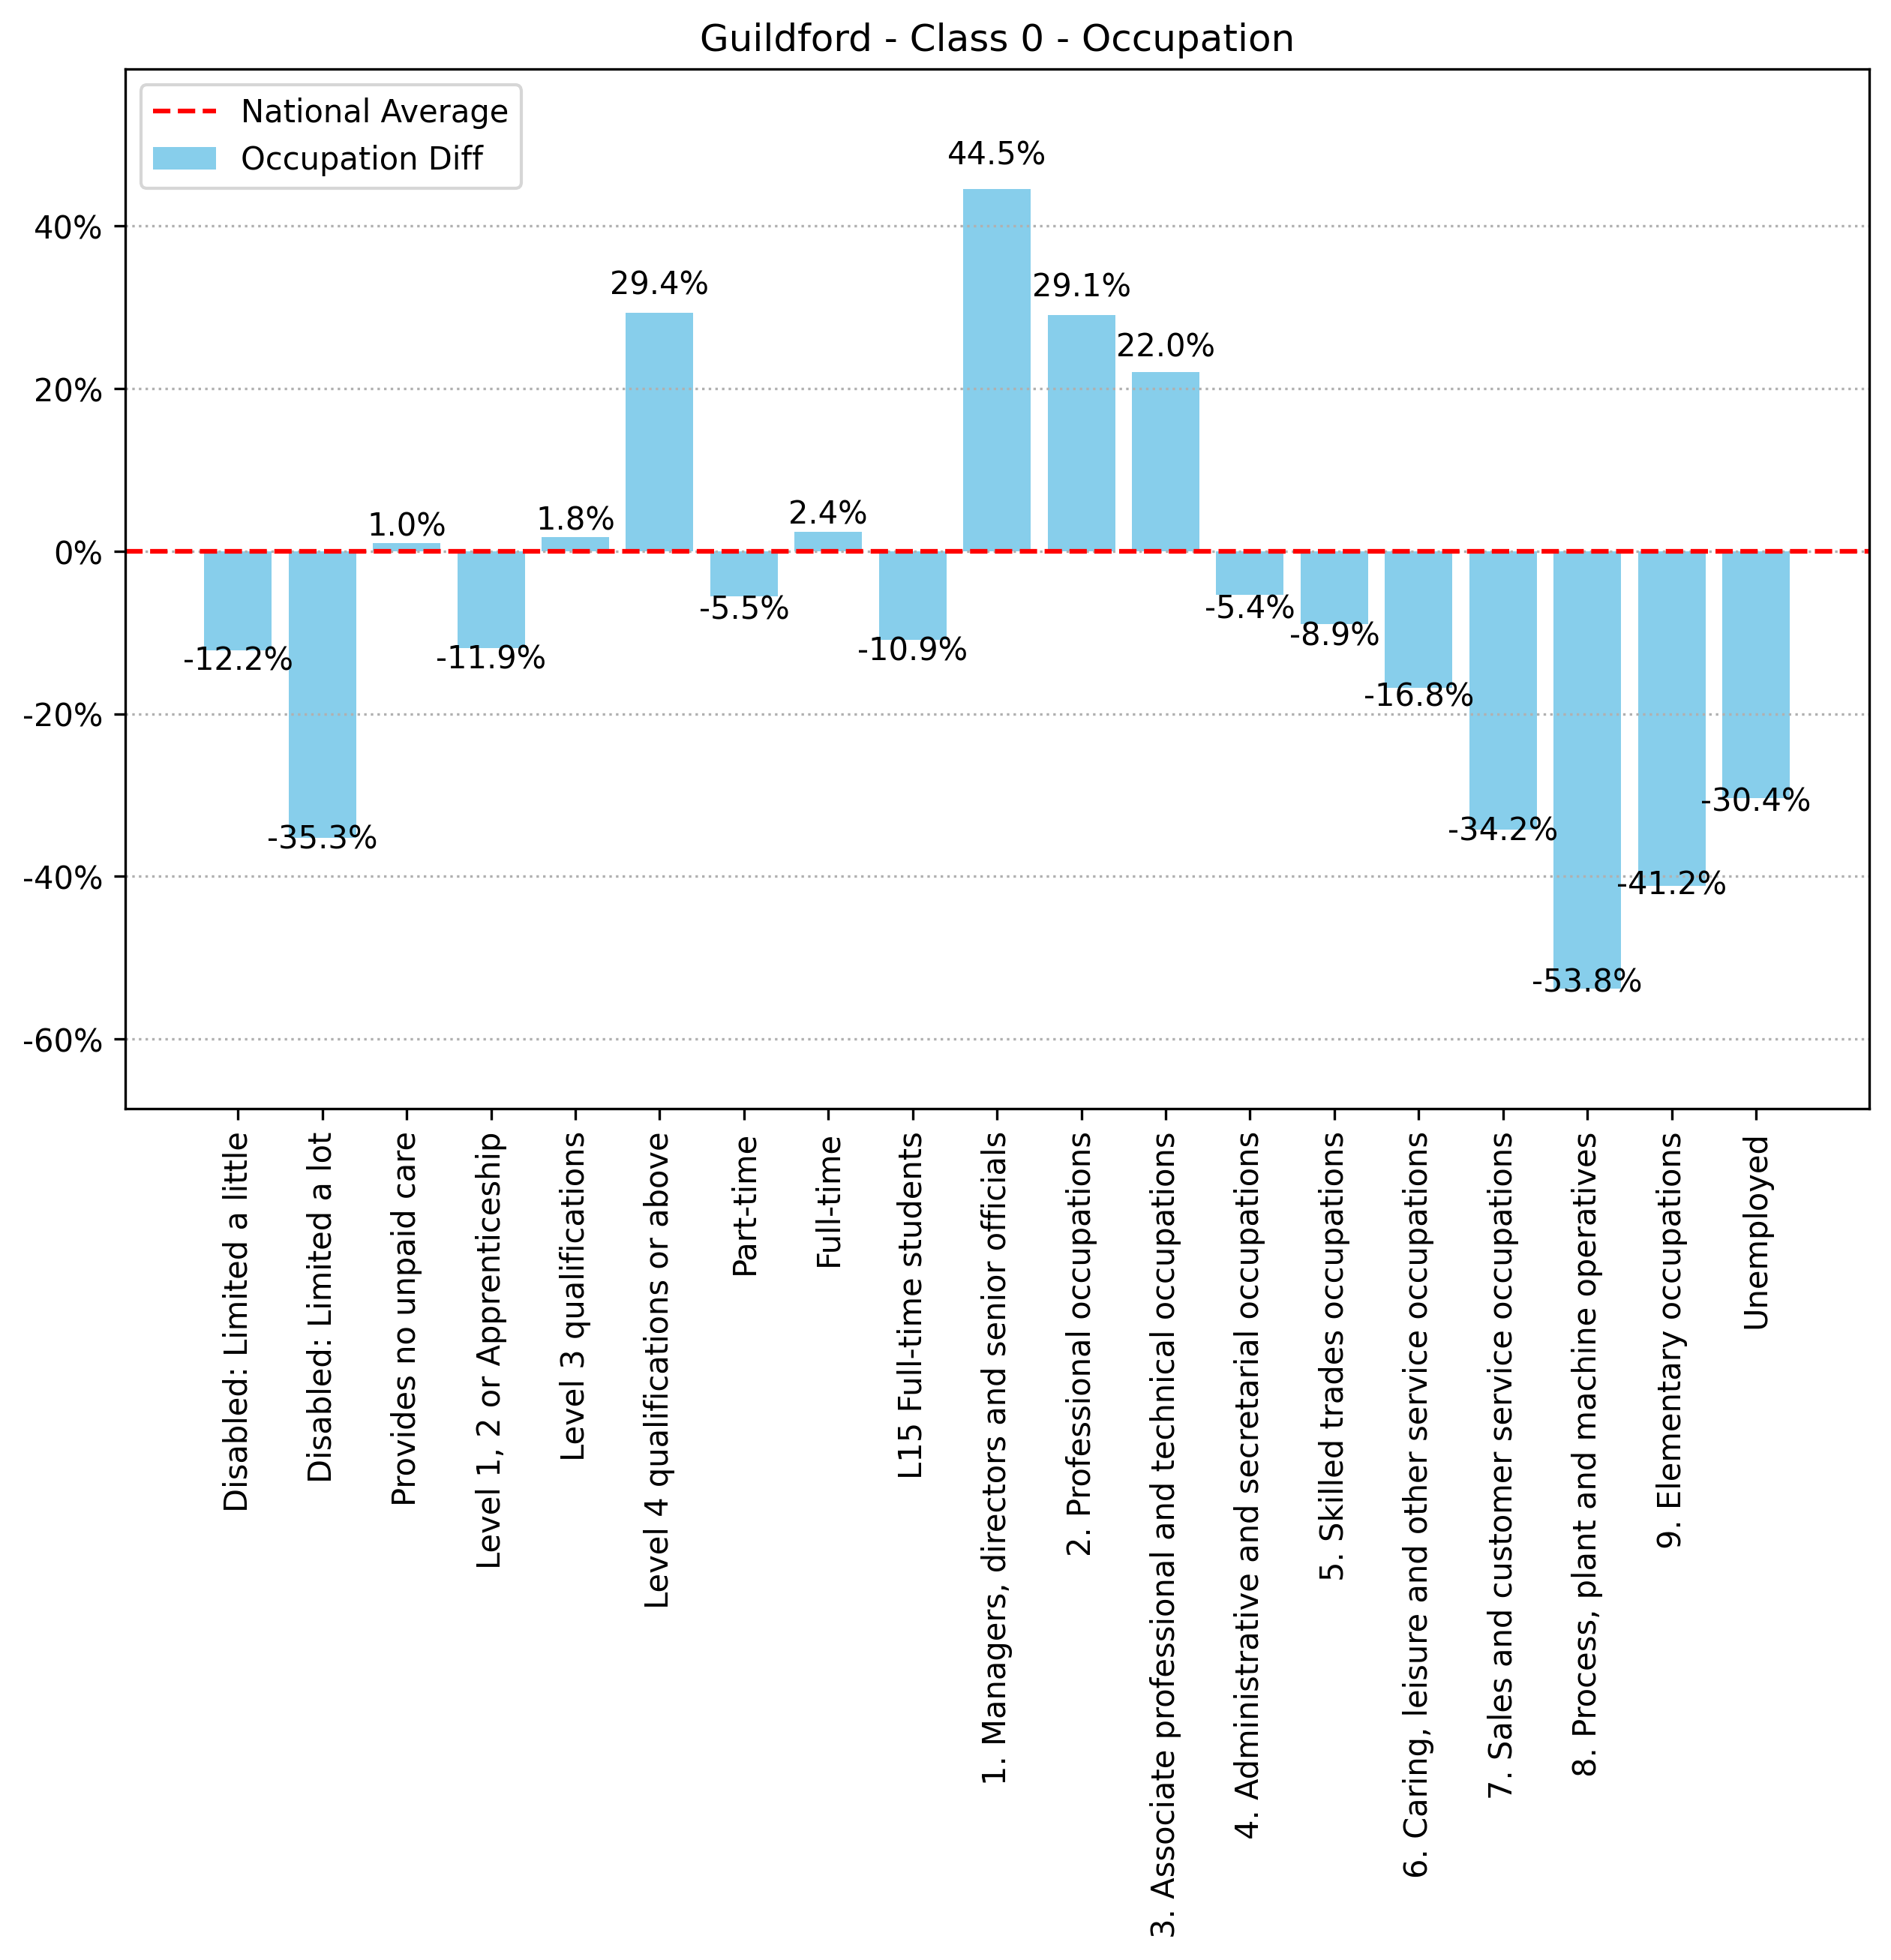 Guildford - Class 0 - Occupation
National Average
Occupation Diff
40%
20%
0%
-20%
-40%
-60%
-12.2%
-35.3%
1.0%
-11.9%
1.8%
29.4%
-5.5%
2.4%
-10.9%
44.5%
29.1%
22.0%
-5.4%
-8.9%
-16.8%
-34.2%
-53.8%
-41.2%
-30.4%
Disabled: Limited a little
Disabled: Limited a lot
Provides no unpaid care
Level 1, 2 or Apprenticeship
Level 3 qualifications
Level 4 qualifications or above
Part-time
Full-time
L15 Full-time students
1. Managers, directors and senior officials
2. Professional occupations
3. Associate professional and technical occupations
4. Administrative and secretarial occupations
5. Skilled trades occupations
6. Caring, leisure and other service occupations
7. Sales and customer service occupations
8. Process, plant and machine operatives
9. Elementary occupations
Unemployed